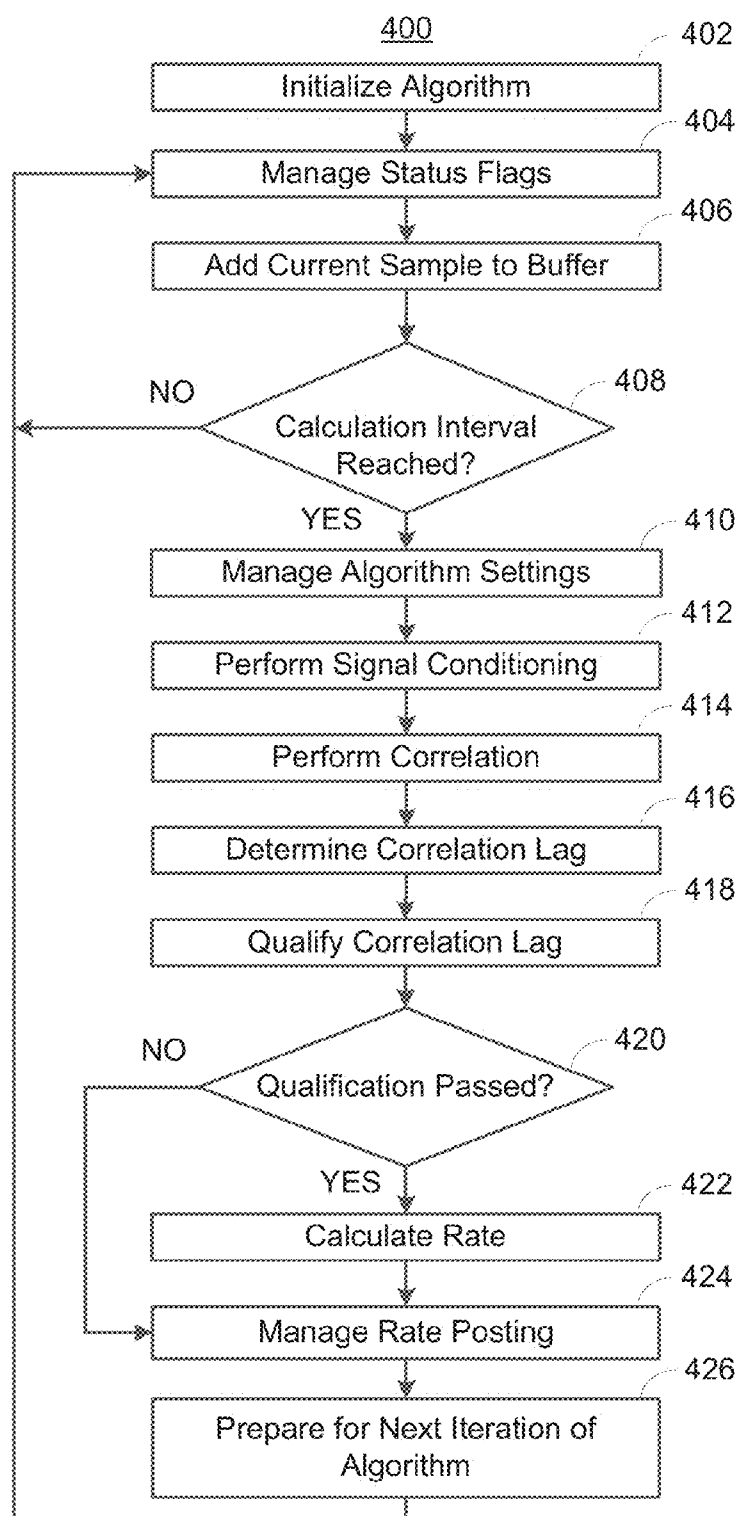 400
402
Initialize Algorithm
404
Manage Status Flags
406
Add Current Sample to Buffer
NO
408
Calculation Interval
Reached?
YES
410
Manage Algorithm Settings
412
Perform Signal Conditioning
414
Perform Correlation
416
Determine Correlation Lag
418
Qualify Correlation Lag
NO
420
Qualification Passed?
YES
422
Calculate Rate
424
Manage Rate Posting
426
Prepare for Next Iteration of
Algorithm